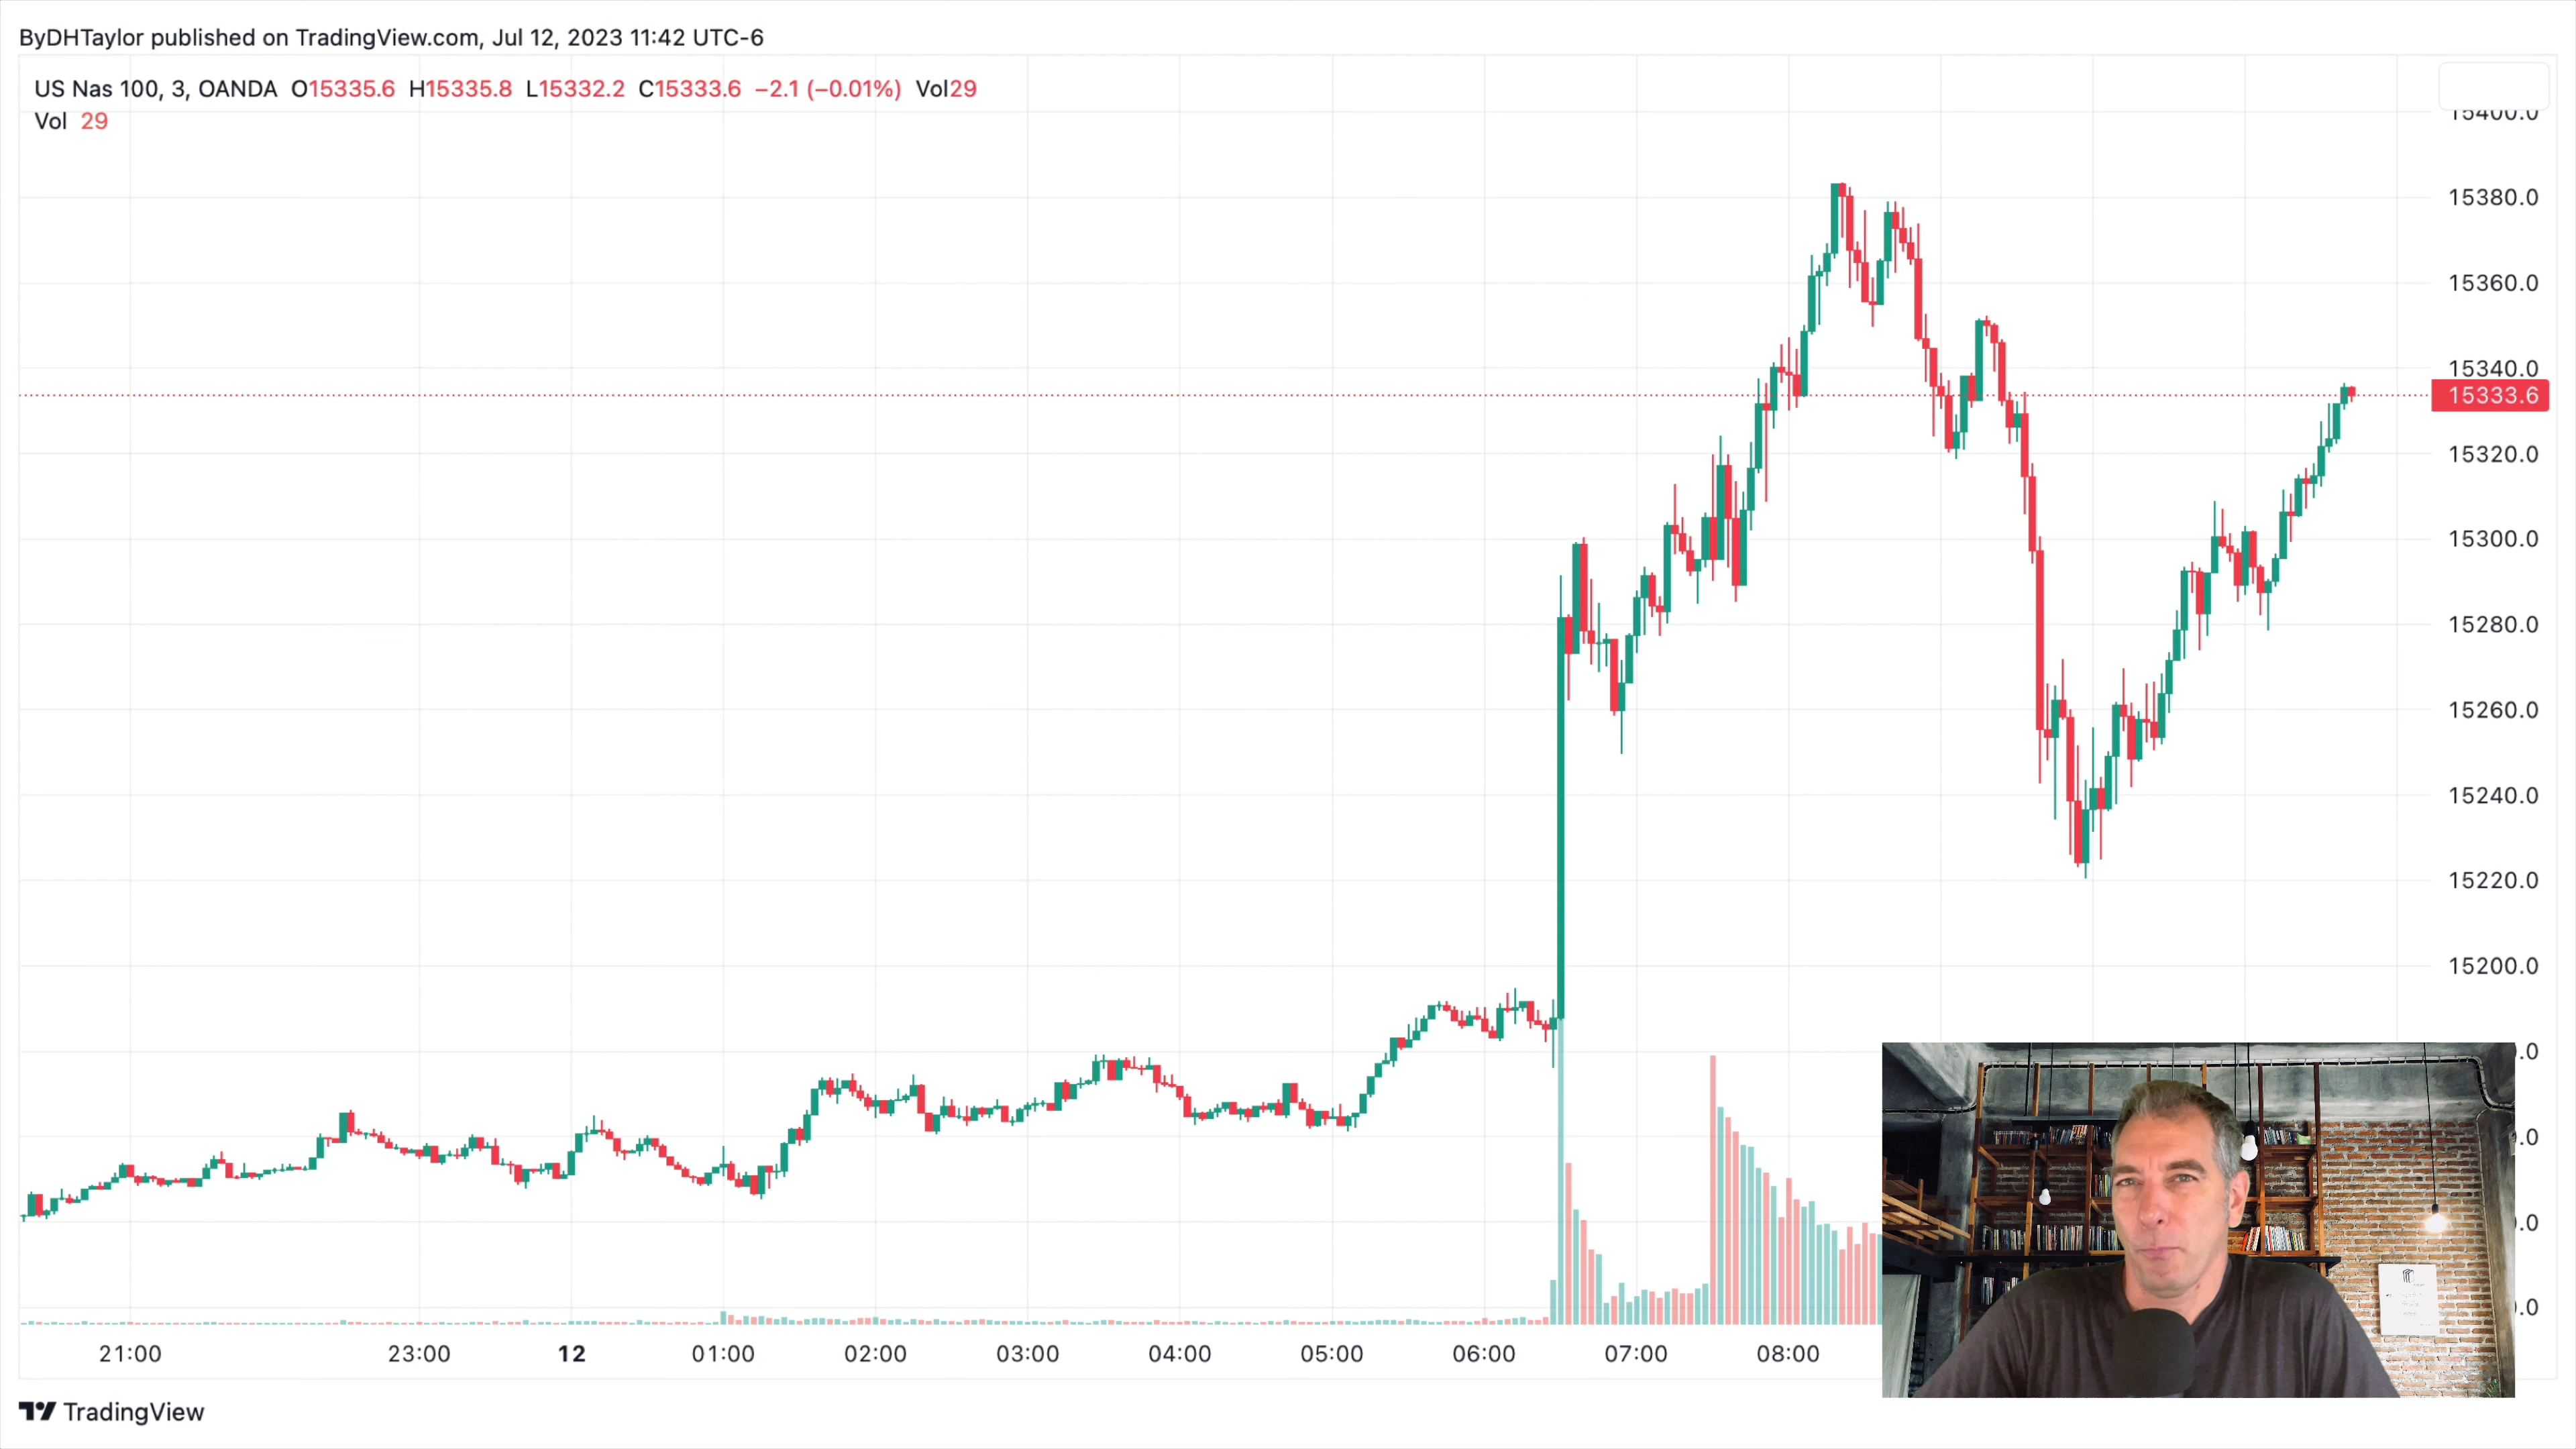 ByDHTaylor published on TradingView.com, Jul 12, 2023 11:42 UTC-6
US Nas 100, 3, OANDA O15335.6 H15335.8 L15332.2 C15333.6 −2.1 (−0.01%) Vol29
Vol 29
15400.0
15380.0
15360.0
15340.0
15333.6
15320.0
15300.0
15280.0
15260.0
15240.0
15220.0
15200.0
21:00 23:00 12 01:00 02:00 03:00 04:00 05:00 06:00 07:00 08:00
TradingView